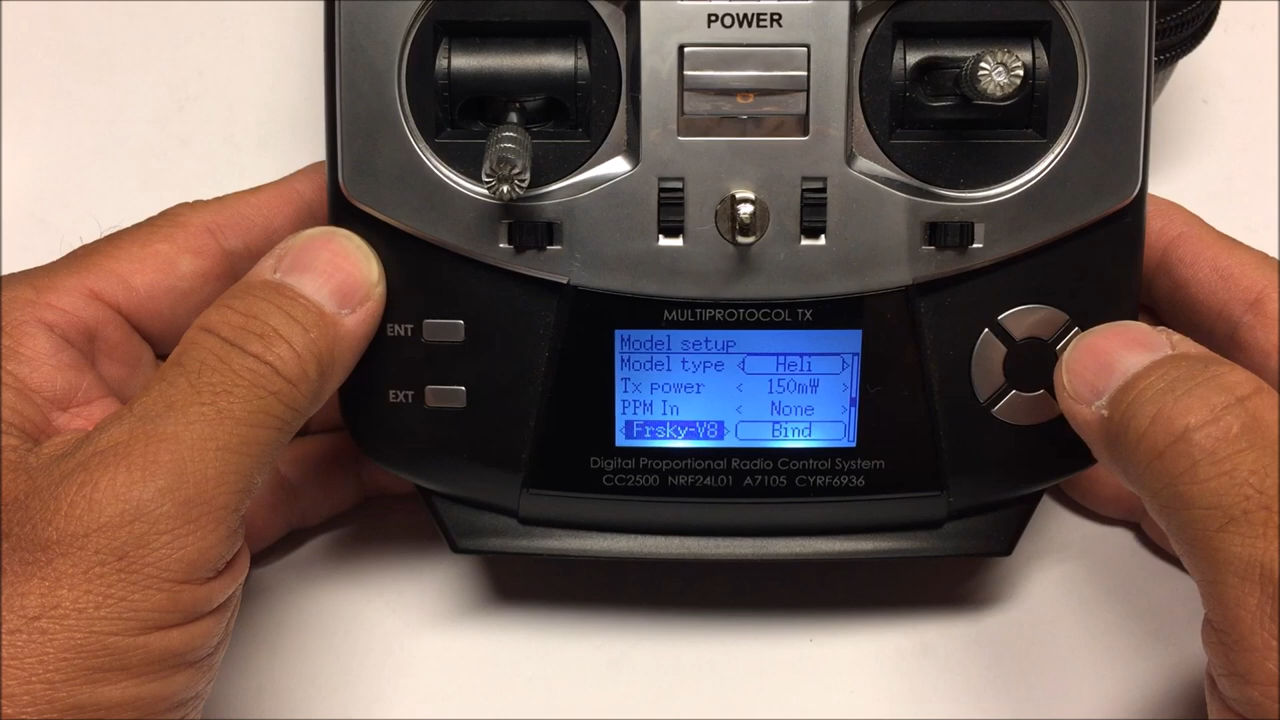 POWER
ENT
EXT
MULTIPROTOCOL TX
Model setup
Model type < Heli >
Tx power < 150mW >
PPM In < None >
< Frsky-V8 > Bind
Digital Proportional Radio Control System
CC2500 NRF24L01 A7105 CYRF6936